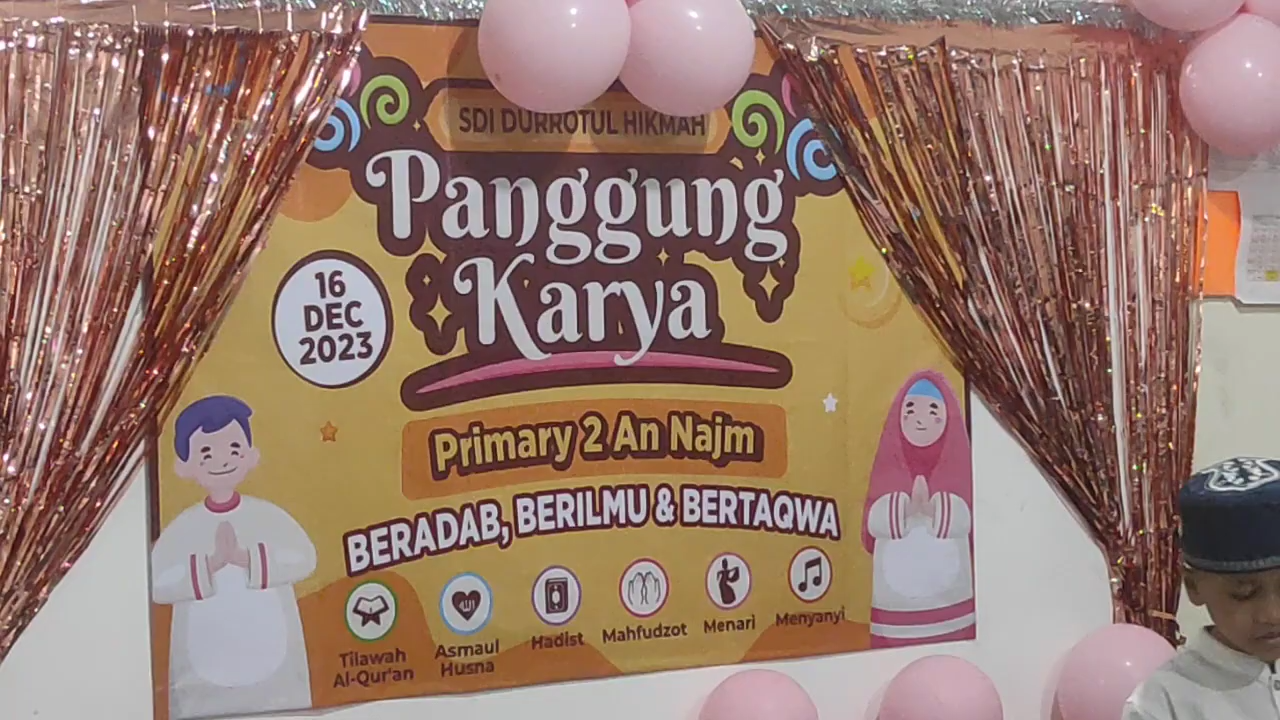 SDI DURROTUL HIKMAH
Panggung
Karya
16
DEC
2023
Primary 2 An Najm
BERADAB, BERILMU & BERTAQWA
Tilawah
Al-Qur'an
Asmaul
Husna
Hadist
Mahfudzot
Menari
Menyanyi